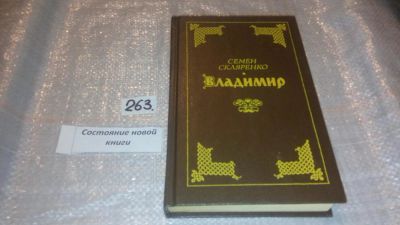 263.
Состояние новой
книги
СЕМЕН
СКЛЯРЕНКО
Владимир